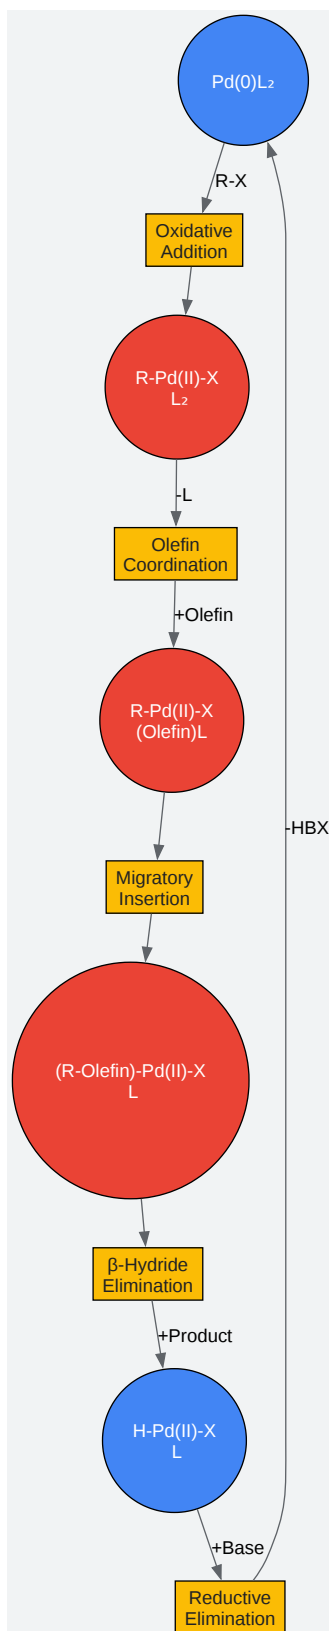 Pd(0)L₂
R-X
Oxidative
Addition
R-Pd(II)-X
L₂
-L
Olefin
Coordination
+Olefin
R-Pd(II)-X
(Olefin)L
-HBX
Migratory
Insertion
(R-Olefin)-Pd(II)-X
L
β-Hydride
Elimination
+Product
H-Pd(II)-X
L
+Base
Reductive
Elimination